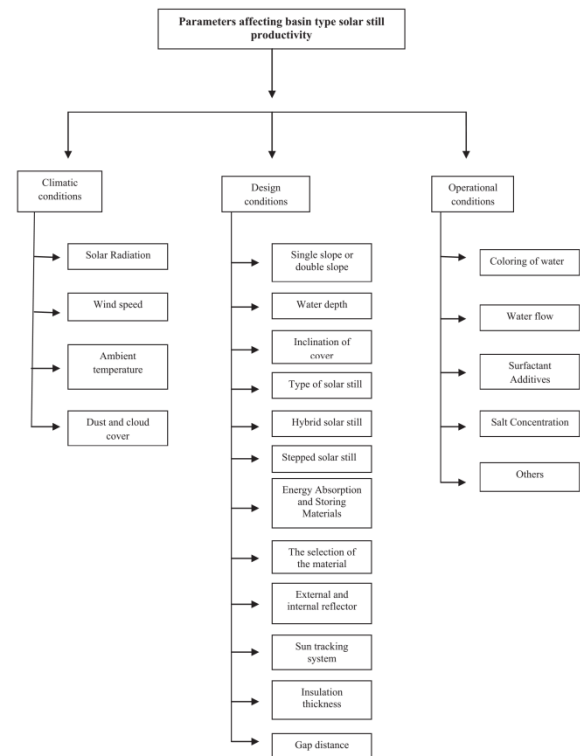 Parameters affecting basin type solar still
productivity
Climatic
conditions
Solar Radiation
Wind speed
Ambient
temperature
Dust and cloud
cover
Design
conditions
Single slope or
double slope
Water depth
Inclination of
cover
Type of solar still
Hybrid solar still
Stepped solar still
Energy Absorption
and Storing
Materials
The selection of
the material
External and
internal reflector
Sun tracking
system
Insulation
thickness
Gap distance
Operational
conditions
Coloring of water
Water flow
Surfactant
Additives
Salt Concentration
Others